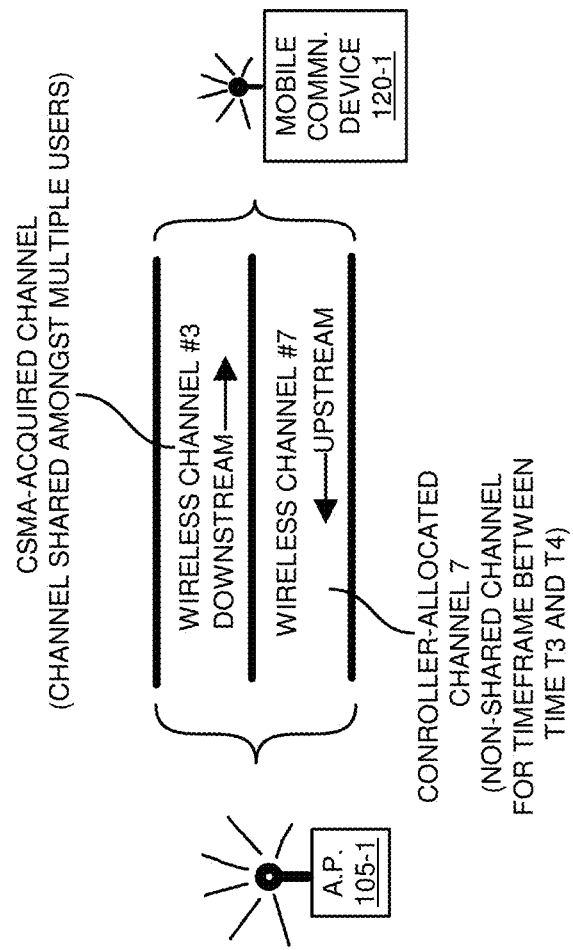 CSMA-ACQUIRED CHANNEL
(CHANNEL SHARED AMONGST MULTIPLE USERS)
WIRELESS CHANNEL #3
DOWNSTREAM
WIRELESS CHANNEL #7
UPSTREAM
A.P.
105-1
MOBILE
COMMN.
DEVICE
120-1
CONROLLER-ALLOCATED
CHANNEL 7
(NON-SHARED CHANNEL
FOR TIMEFRAME BETWEEN
TIME T3 AND T4)